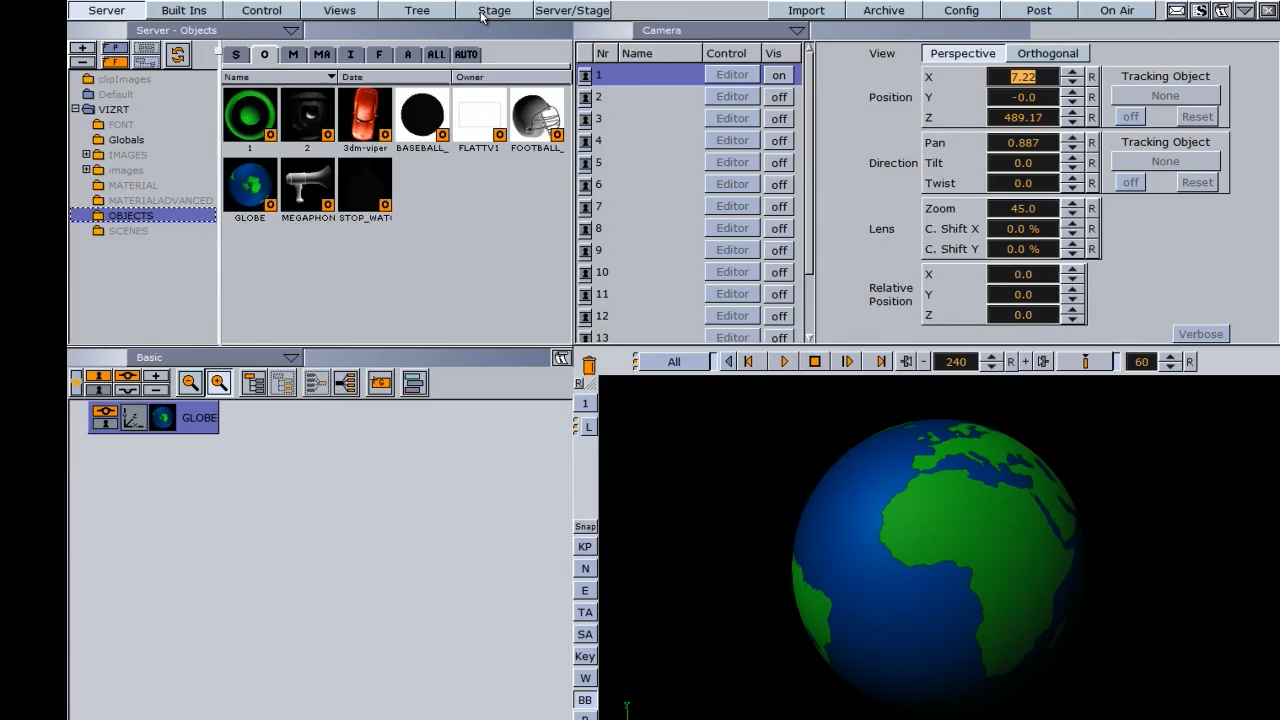 Server Built Ins Control Views Tree Stage Server/Stage Import Archive Config Post On Air
Server - Objects
Camera
S O M MA I F A ALL AUTO
Name Date Owner
clipImages
Default
VIZRT
FONT
Globals
IMAGES
images
MATERIAL
MATERIALADVANCED
OBJECTS
SCENES
1 2 3dm-viper BASEBALL_ FLATTV1 FOOTBALL_
GLOBE MEGAPHON STOP_WAT
Nr Name Control Vis
1 Editor on
2 Editor off
3 Editor off
4 Editor off
5 Editor off
6 Editor off
7 Editor off
8 Editor off
9 Editor off
10 Editor off
11 Editor off
12 Editor off
13 Editor off
View Perspective Orthogonal
Position
X 7.22 R
Y -0.0
Z 489.17 R
Tracking Object
None
off Reset
Direction
Pan 0.887 R
Tilt 0.0
Twist 0.0 R
Tracking Object
None
off Reset
Lens
Zoom 45.0 R
C. Shift X 0.0 %
C. Shift Y 0.0 % R
Relative
Position
X 0.0
Y 0.0
Z 0.0
Verbose
Basic
GLOBE
All - 240 R + 60 R
R
1
L
Snap
KP
N
E
TA
SA
Key
W
BB
Y